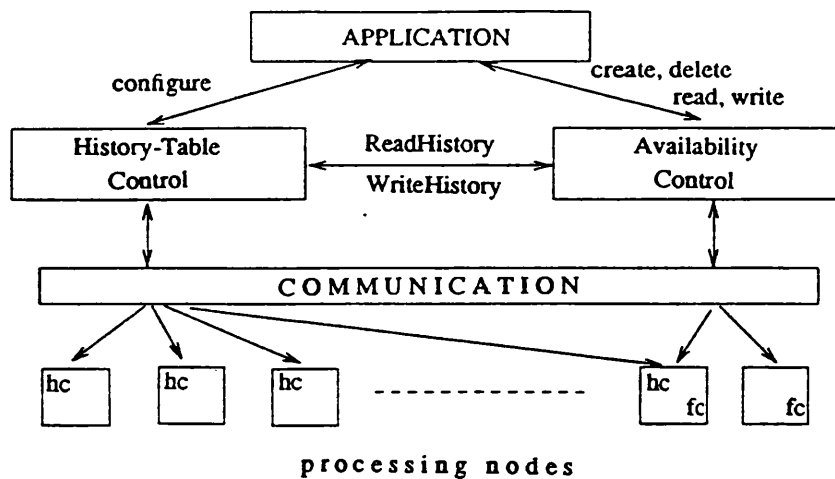 APPLICATION
configure
create, delete
read, write
History-Table
Control
ReadHistory
WriteHistory
Availability
Control
COMMUNICATION
hc
hc
hc
hc
fc
fc
processing nodes